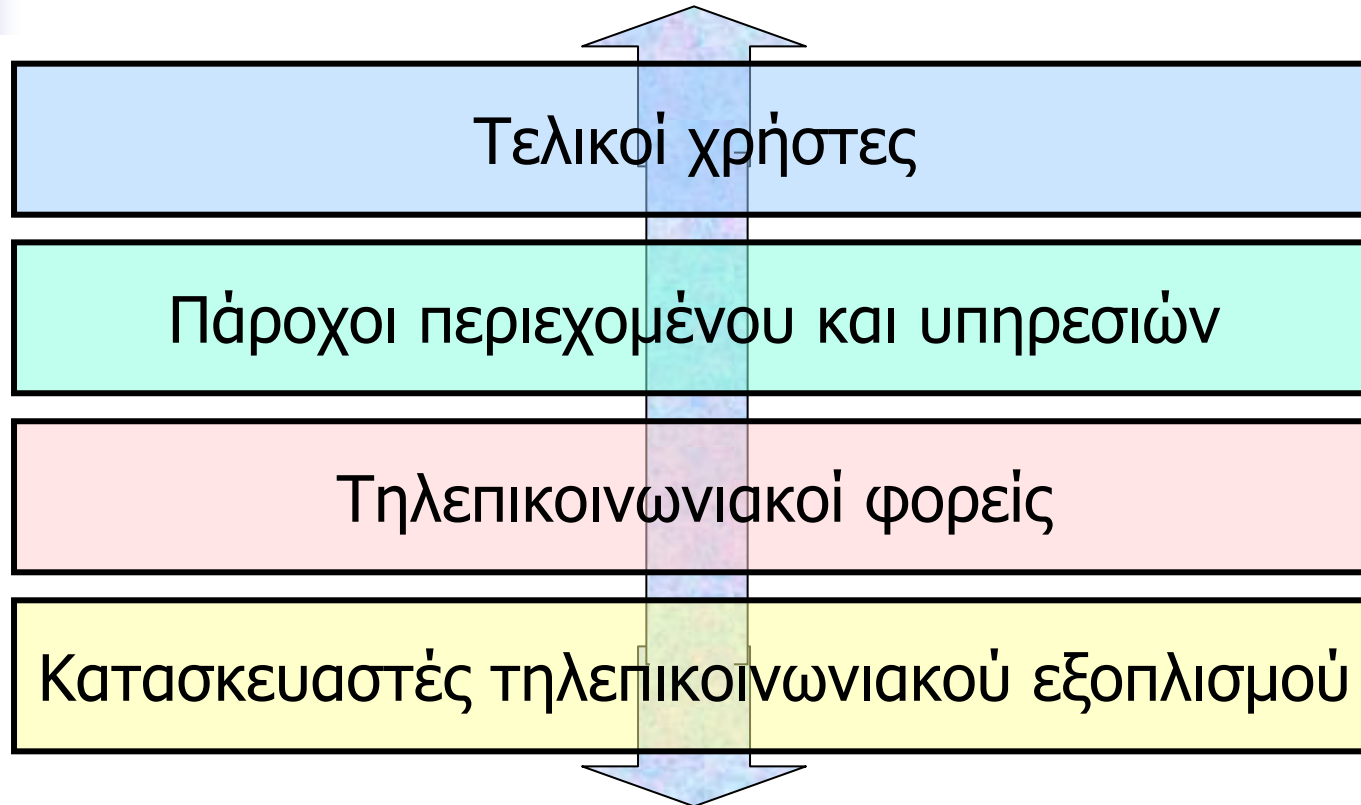 Τελικοί χρήστες
Πάροχοι περιεχομένου και υπηρεσιών
Τηλεπικοινωνιακοί φορείς
Κατασκευαστές τηλεπικοινωνιακού εξοπλισμού